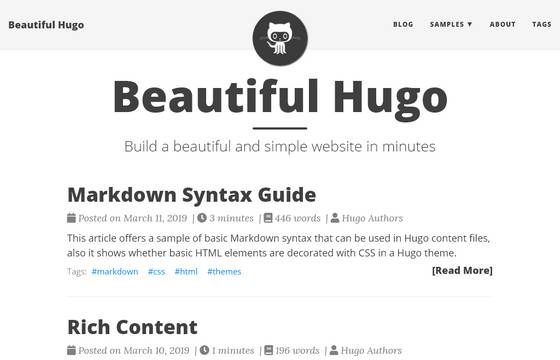 Beautiful Hugo
BLOG SAMPLES ▼ ABOUT TAGS
Beautiful Hugo
Build a beautiful and simple website in minutes
Markdown Syntax Guide
Posted on March 11, 2019 | 3 minutes | 446 words | Hugo Authors
This article offers a sample of basic Markdown syntax that can be used in Hugo content files,
also it shows whether basic HTML elements are decorated with CSS in a Hugo theme.
Tags: #markdown #css #html #themes [Read More]
Rich Content
Posted on March 10, 2019 | 1 minutes | 196 words | Hugo Authors